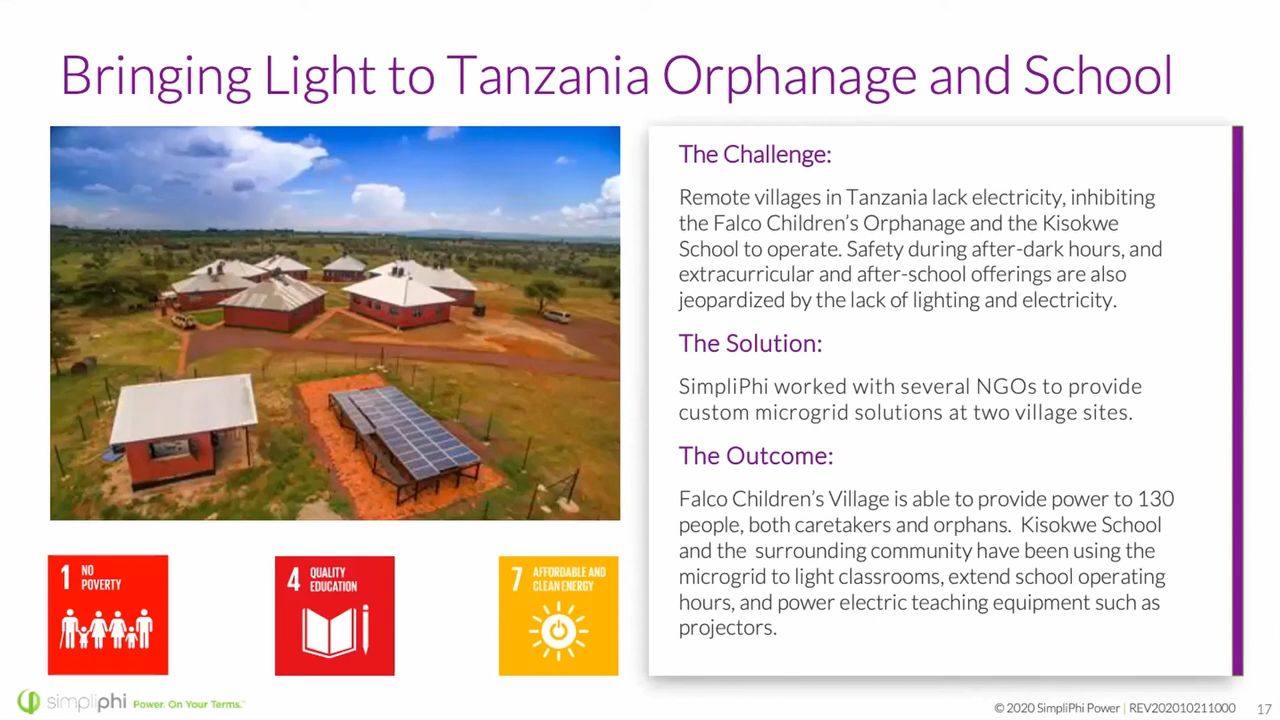 Bringing Light to Tanzania Orphanage and School
The Challenge:
Remote villages in Tanzania lack electricity, inhibiting
the Falco Children’s Orphanage and the Kisokwe
School to operate. Safety during after-dark hours, and
extracurricular and after-school offerings are also
jeopardized by the lack of lighting and electricity.
The Solution:
SimpliPhi worked with several NGOs to provide
custom microgrid solutions at two village sites.
The Outcome:
Falco Children’s Village is able to provide power to 130
people, both caretakers and orphans.  Kisokwe School
and the  surrounding community have been using the
microgrid to light classrooms, extend school operating
hours, and power electric teaching equipment such as
projectors.
1 NO
POVERTY
4 QUALITY
EDUCATION
7 AFFORDABLE AND
CLEAN ENERGY
simpliphi Power. On Your Terms.™
© 2020 SimpliPhi Power | REV202010211000 17